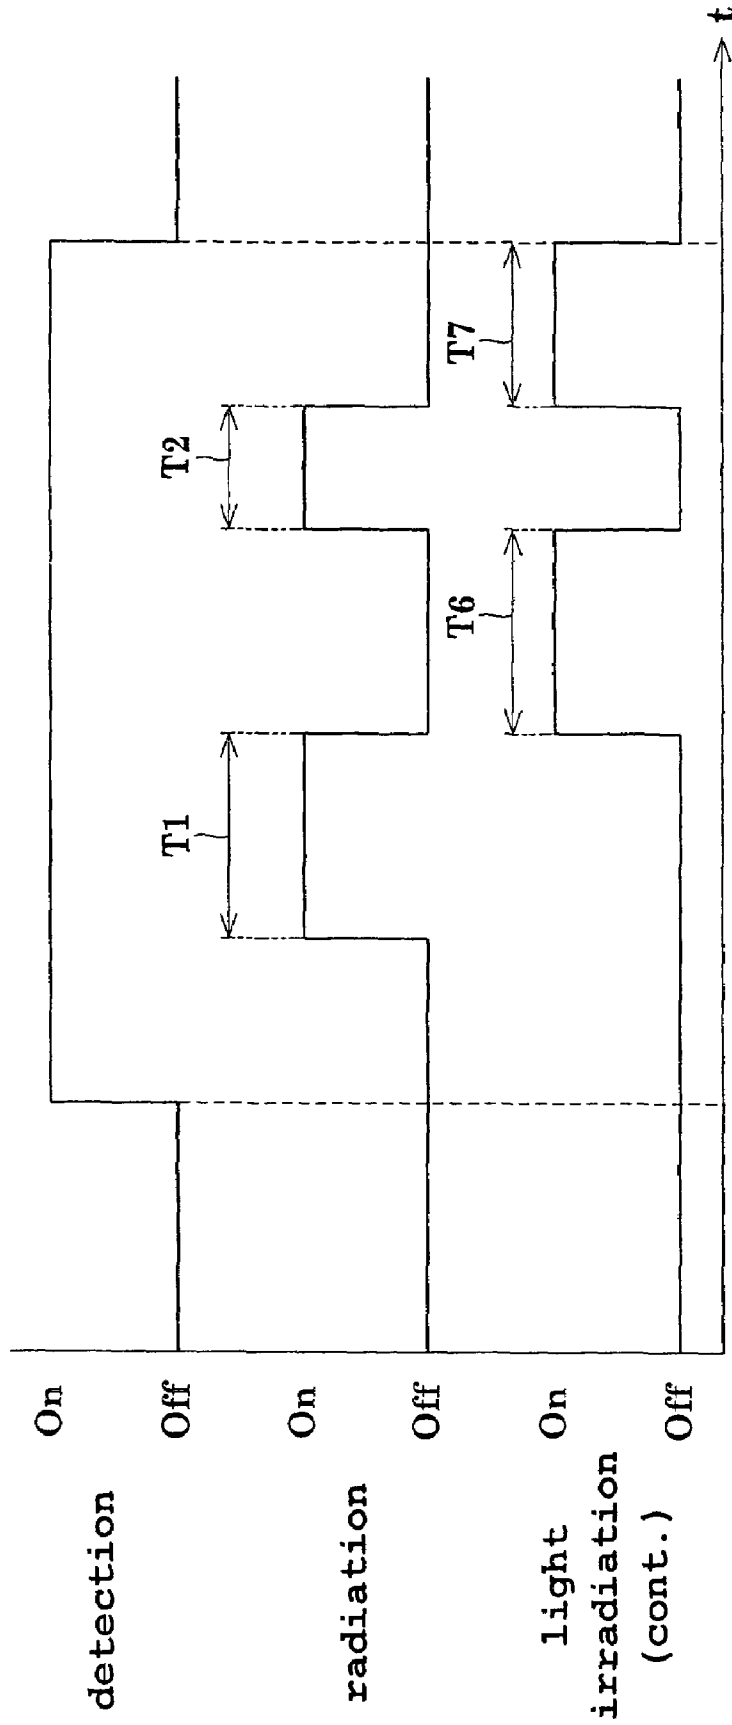 detection
On
Off
T1
T2
radiation
On
Off
T6
T7
light
irradiation
(cont.)
On
Off
t